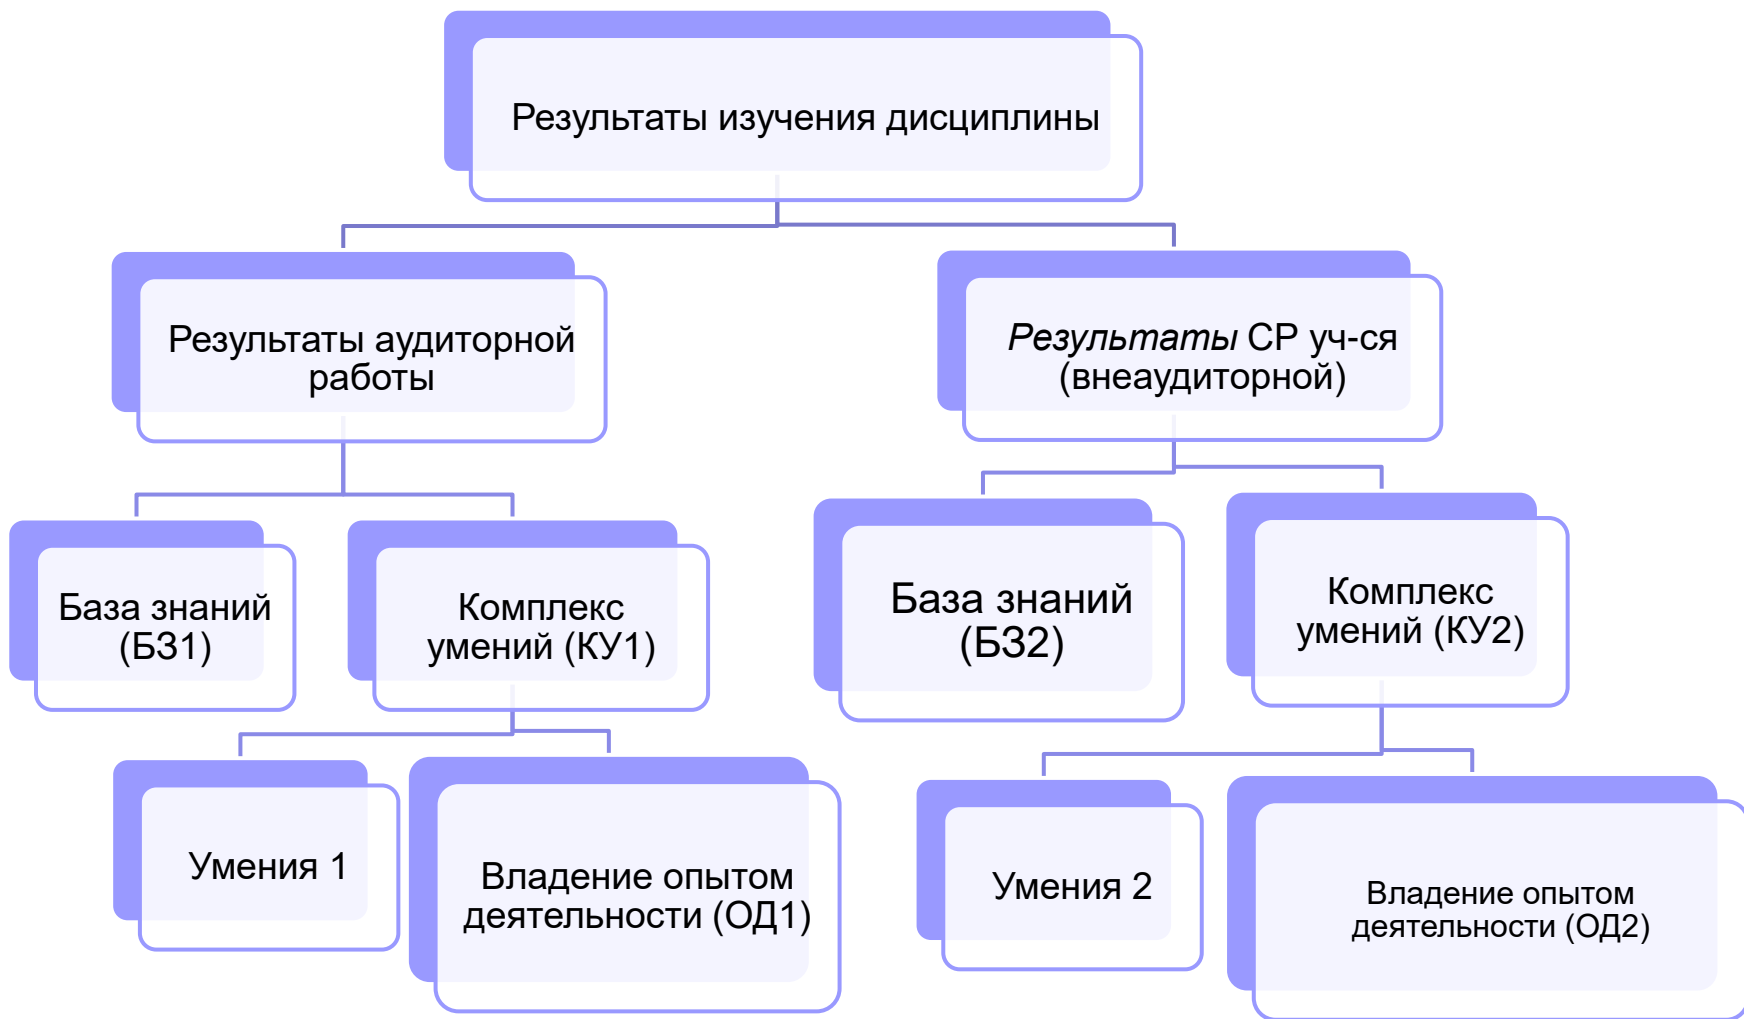 Результаты изучения дисциплины
Результаты аудиторной
работы
Результаты СР уч-ся
(внеаудиторной)
База знаний
(БЗ1)
Комплекс
умений (КУ1)
База знаний
(БЗ2)
Комплекс
умений (КУ2)
Умения 1
Владение опытом
деятельности (ОД1)
Умения 2
Владение опытом
деятельности (ОД2)